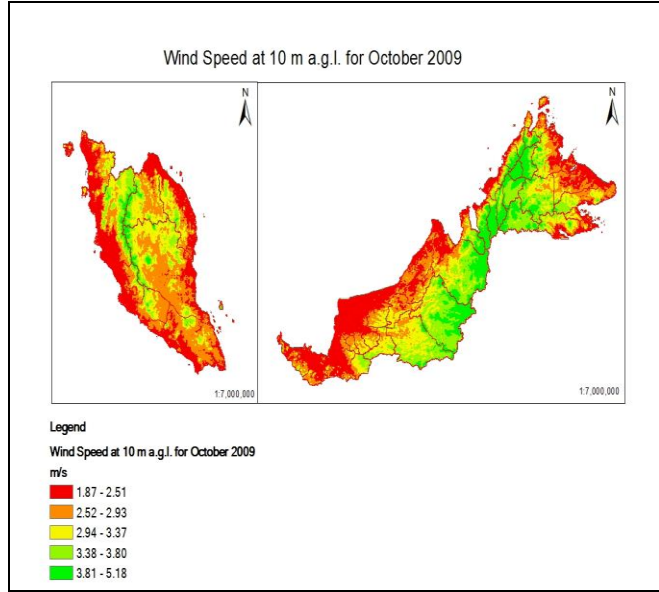 Wind Speed at 10 m a.g.l. for October 2009
N
N
1:7,000,000
1:7,000,000
Legend
Wind Speed at 10 m a.g.l. for October 2009
m/s
1.87 - 2.51
2.52 - 2.93
2.94 - 3.37
3.38 - 3.80
3.81 - 5.18